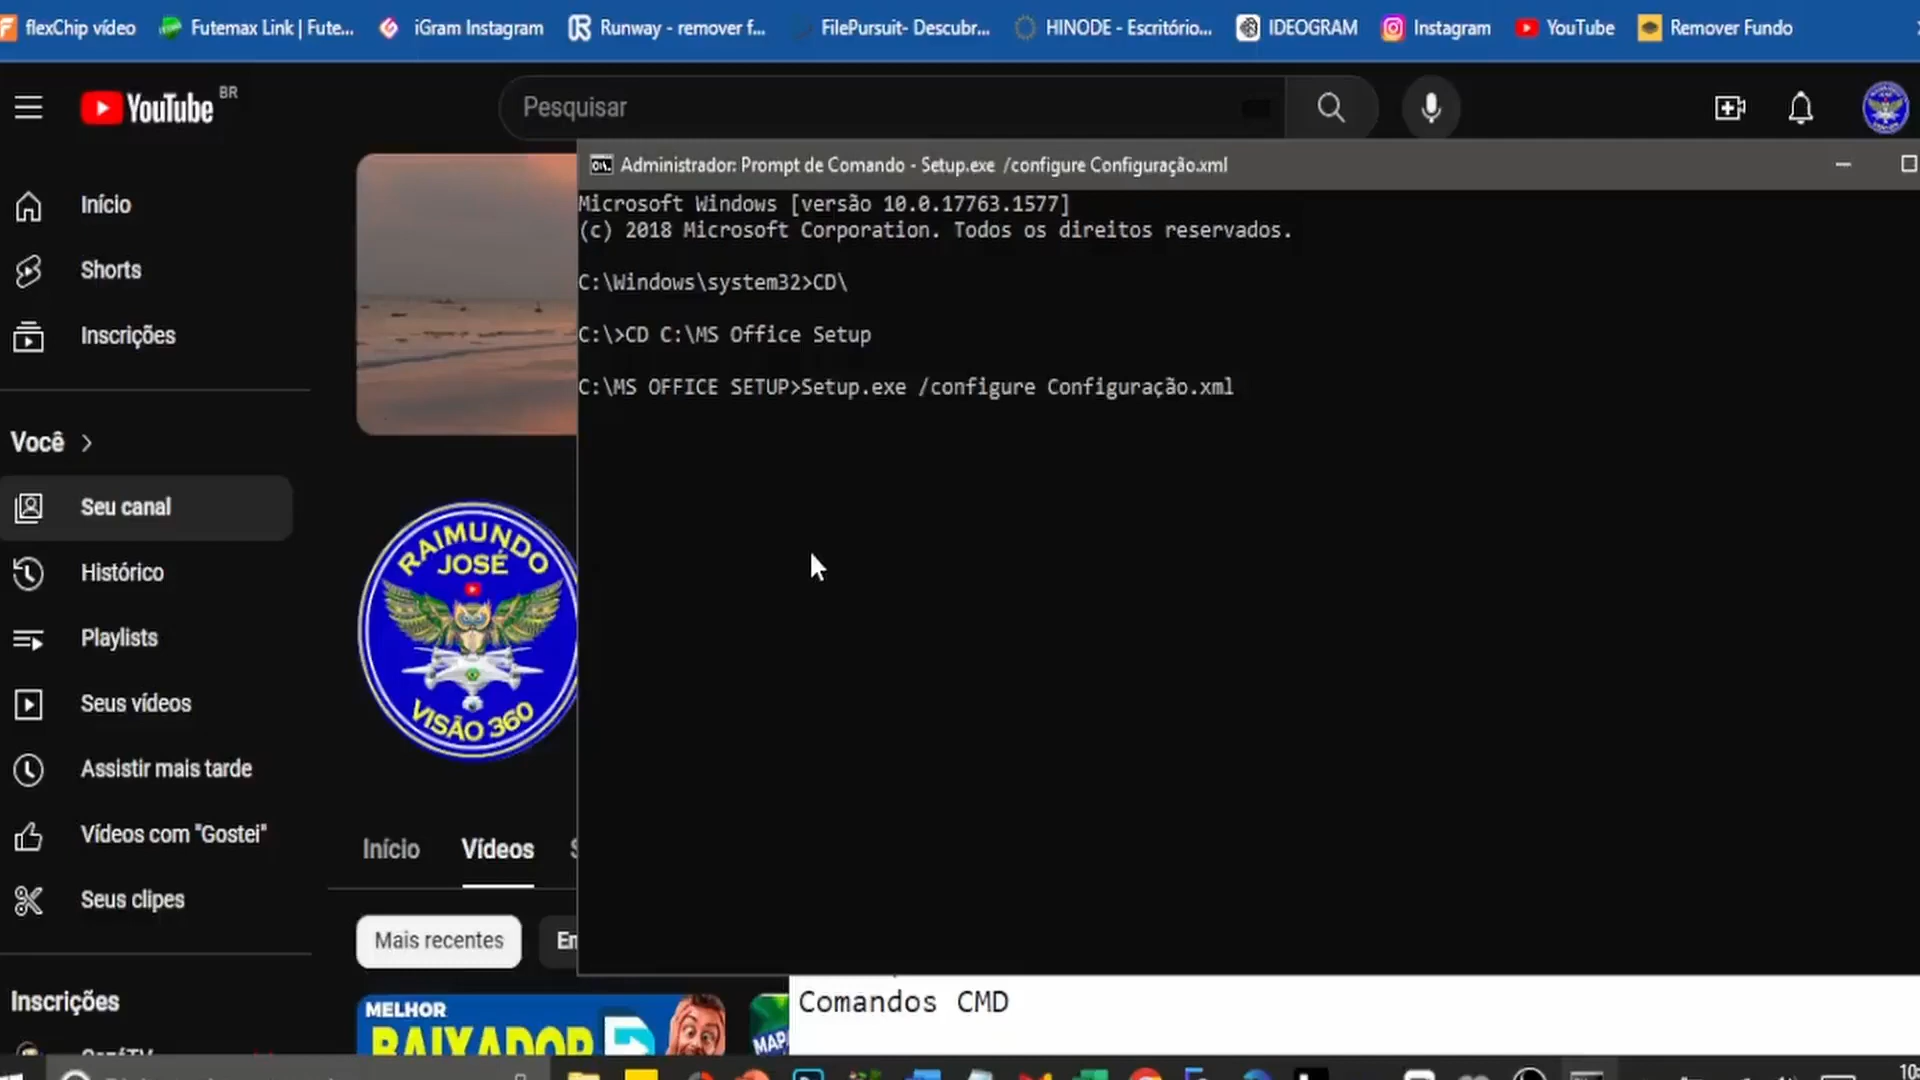 flexChip vídeo
Futemax Link | Fute...
iGram Instagram
Runway - remover f...
FilePursuit- Descubr...
HINODE - Escritório...
IDEOGRAM
Instagram
YouTube
Remover Fundo
YouTube BR
Pesquisar
Administrador: Prompt de Comando - Setup.exe /configure Configuração.xml
Microsoft Windows [versão 10.0.17763.1577]
(c) 2018 Microsoft Corporation. Todos os direitos reservados.
C:\Windows\system32>CD\
C:\>CD C:\MS Office Setup
C:\MS OFFICE SETUP>Setup.exe /configure Configuração.xml
Início
Shorts
Inscrições
Você
Seu canal
Histórico
Playlists
Seus vídeos
Assistir mais tarde
Vídeos com "Gostei"
Seus clipes
Inscrições
RAIMUNDO
JOSÉ
VISÃO 360
Início
Vídeos
Mais recentes
MELHOR
BAIXADOR
Comandos CMD